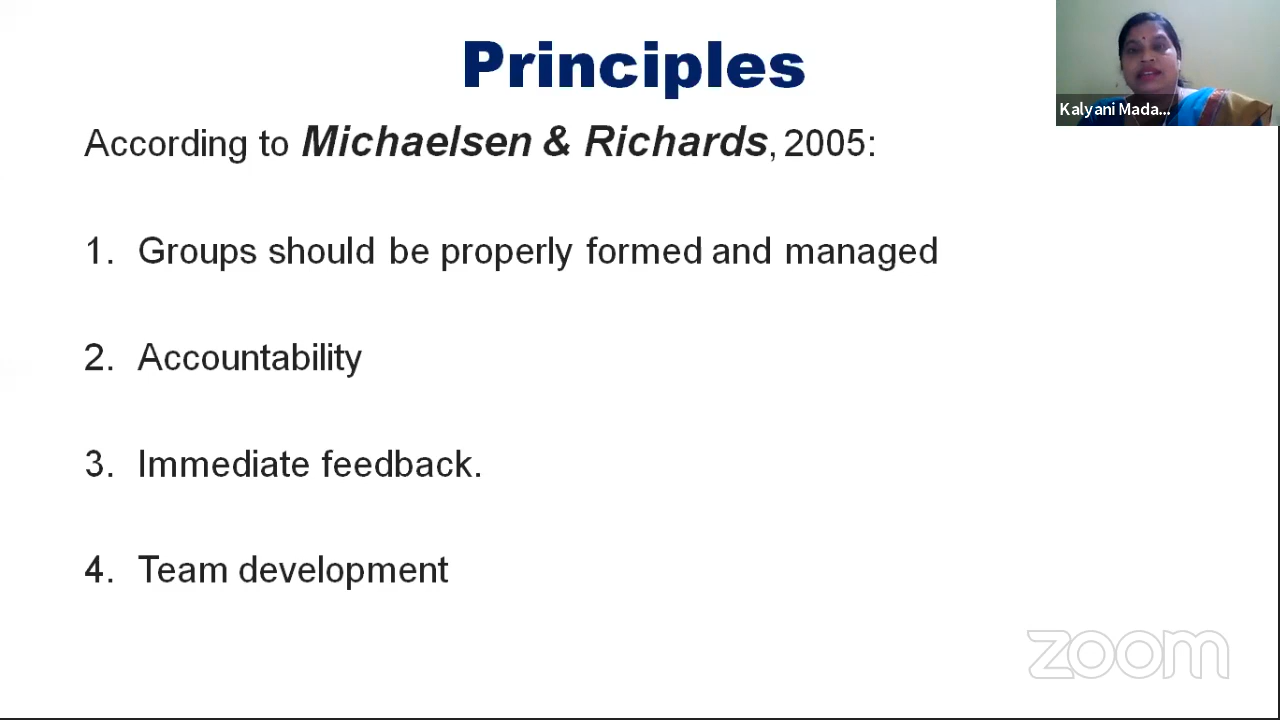 Principles
Kalyani Mada...
According to Michaelsen & Richards, 2005:
1. Groups should be properly formed and managed
2. Accountability
3. Immediate feedback.
4. Team development
zoom